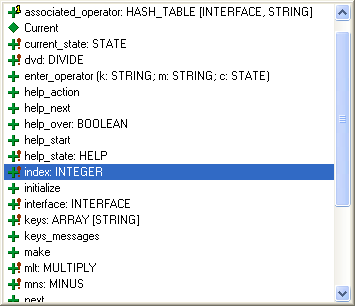 associated_operator: HASH_TABLE [INTERFACE, STRING]
Current
current_state: STATE
dvd: DIVIDE
enter_operator (k: STRING; m: STRING; c: STATE)
help_action
help_next
help_over: BOOLEAN
help_start
help_state: HELP
index: INTEGER
initialize
interface: INTERFACE
keys: ARRAY [STRING]
keys_messages
make
mlt: MULTIPLY
mns: MINUS
next